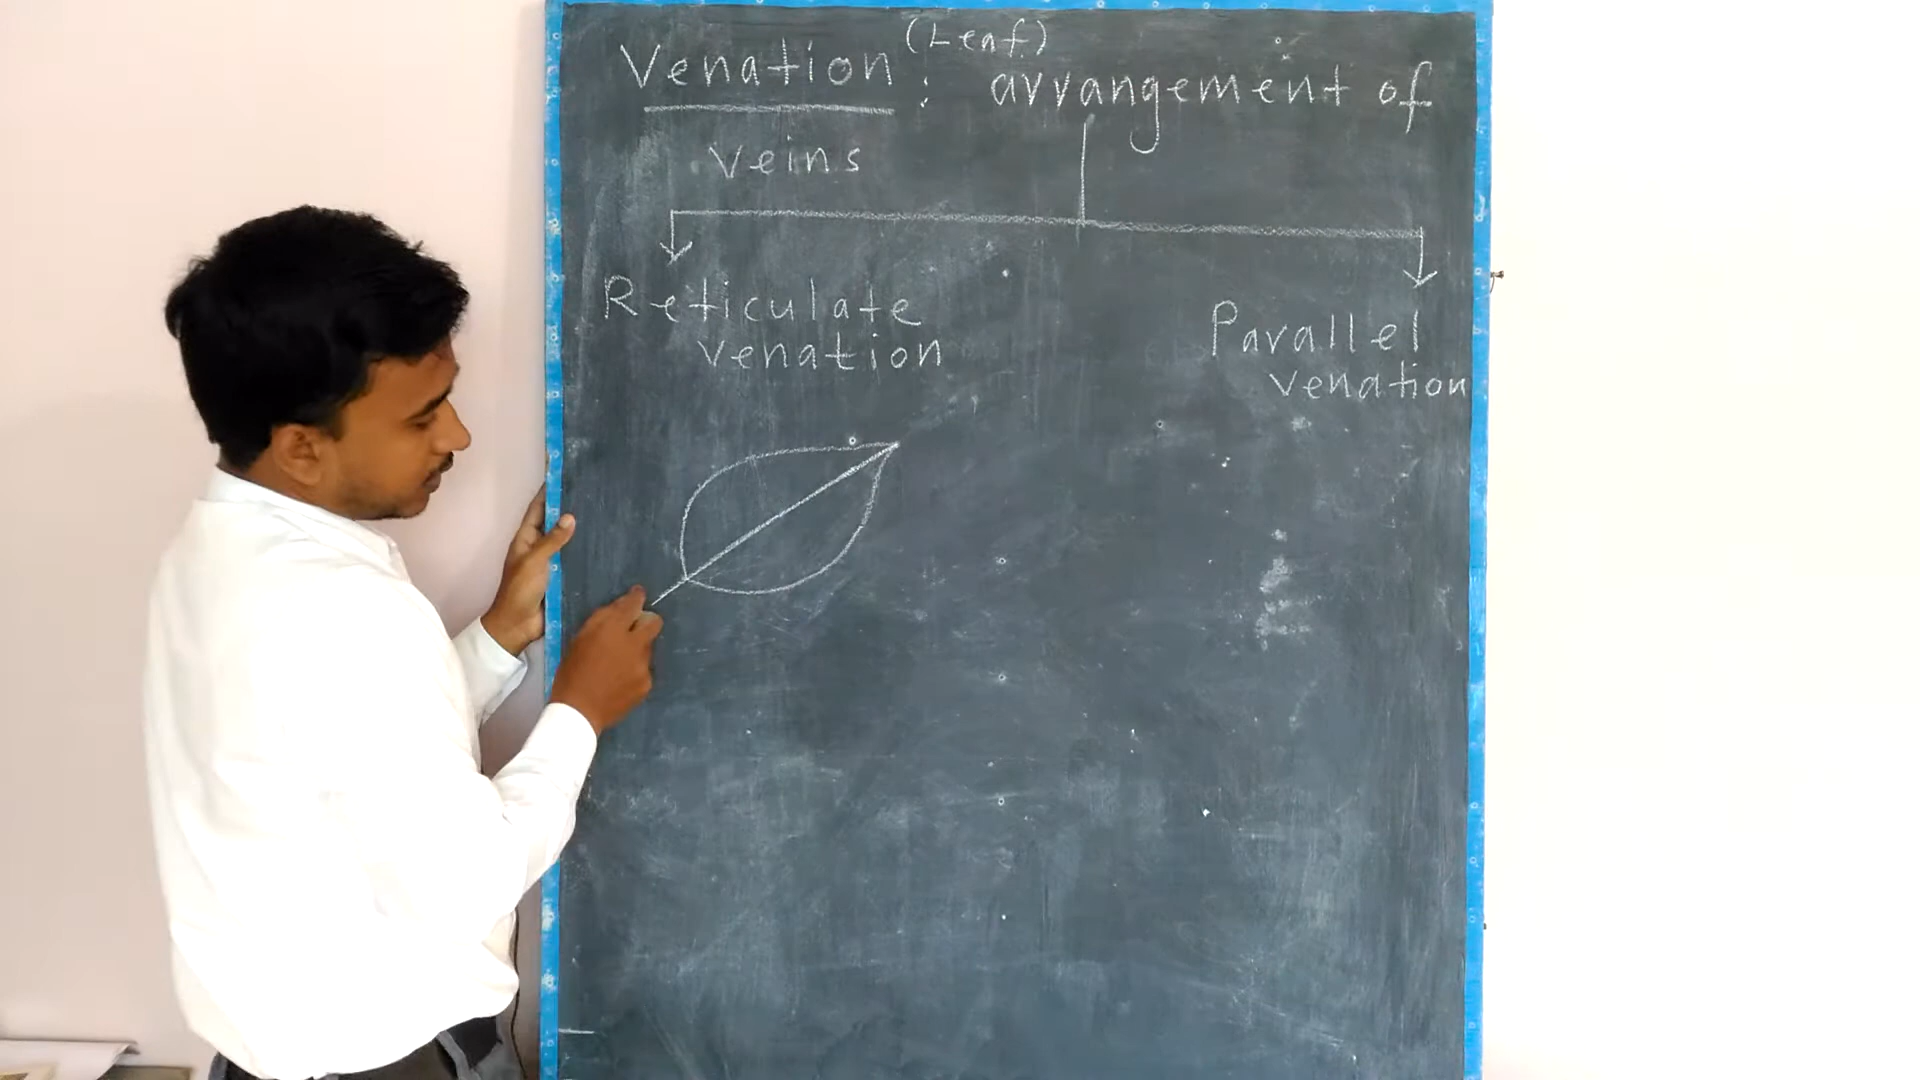 (Leaf)
Venation : arrangement of
veins
Reticulate
venation
Parallel
venation